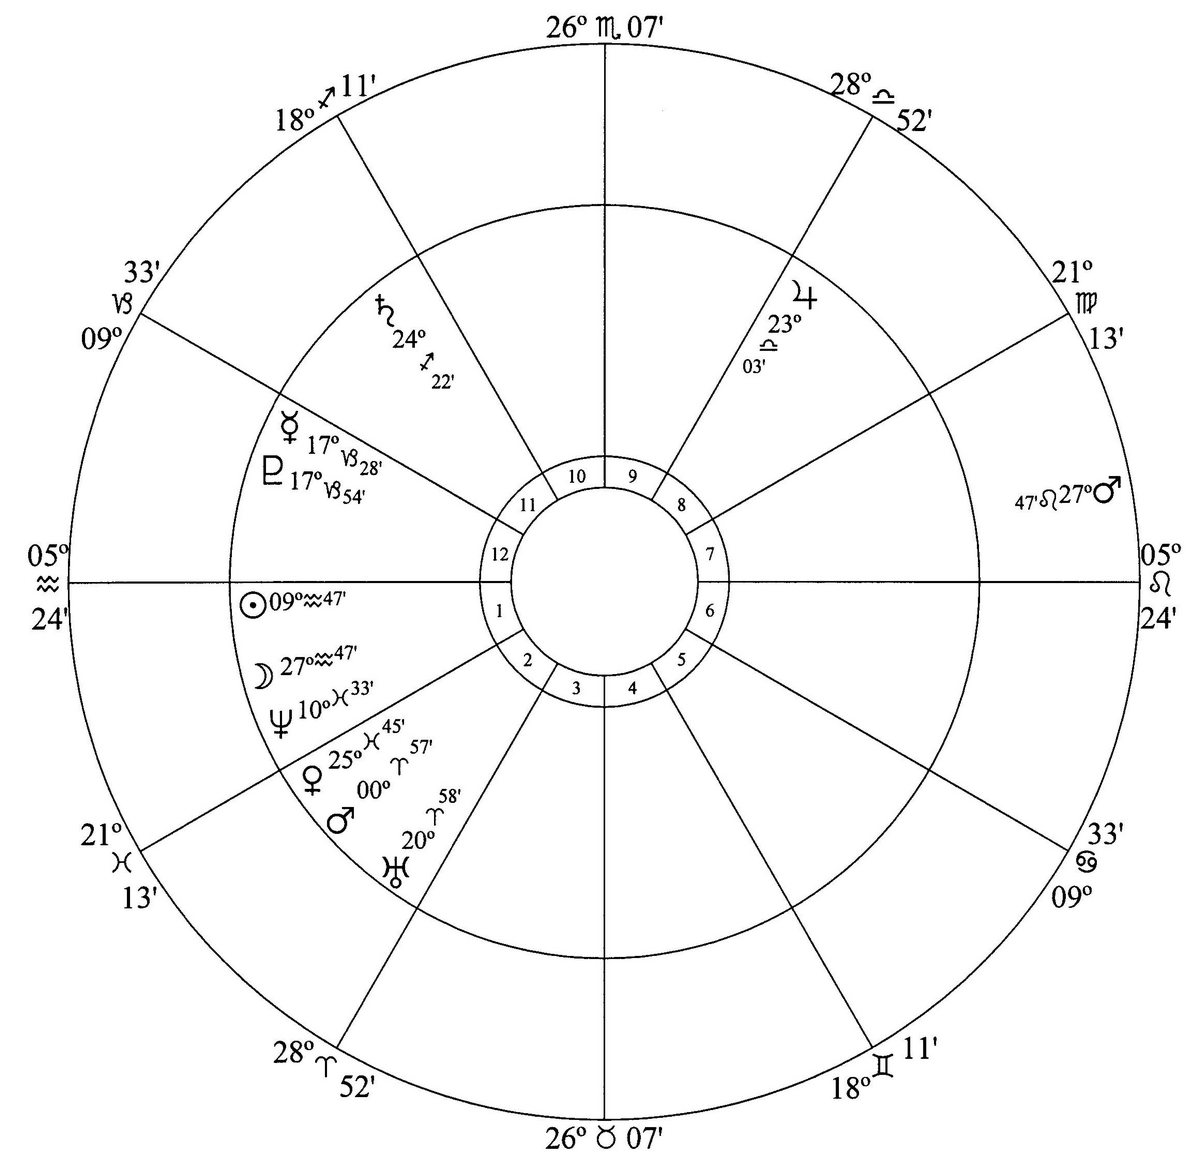 26º ♏ 07'
11'
18º ♐
28º ♎
52'
33'
♑
09º
21º
♍
13'
♄
24º
♐
22'
♃
23º
♎
03'
☿ 17º ♑ 28'
♇ 17º ♑ 54'
47' ♌ 27º ♂
10 9
11 8
12 7
1 6
2 5
3 4
05º
♒
24'
05º
♌
24'
☉ 09º ♒ 47'
☽ 27º ♒ 47'
♆ 10º ♓ 33'
♀ 25º ♓ 45'
♂ 00º ♈ 57'
♅ 20º ♈ 58'
21º
♓
13'
33'
♋
09º
28º ♈
52'
11'
18º ♊
26º ♉ 07'